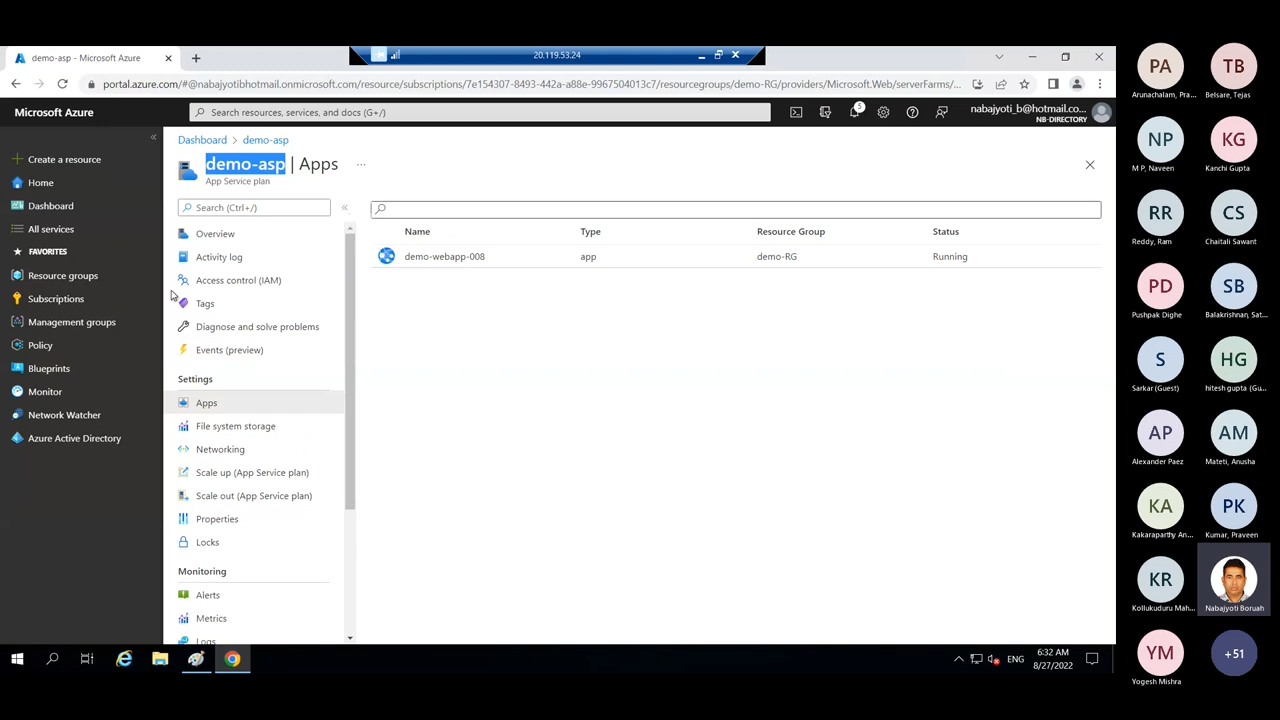 demo-asp - Microsoft Azure
20.119.53.24
portal.azure.com/#@nabajyotibhotmail.onmicrosoft.com/resource/subscriptions/7e154307-8493-442a-a88e-9967504013c7/resourcegroups/demo-RG/providers/Microsoft.Web/serverFarms/...
Microsoft Azure
Search resources, services, and docs (G+/)
5
nabajyoti_b@hotmail.co...
NB-DIRECTORY
Create a resource
Home
Dashboard
All services
FAVORITES
Resource groups
Subscriptions
Management groups
Policy
Blueprints
Monitor
Network Watcher
Azure Active Directory
Dashboard > demo-asp
demo-asp | Apps ...
App Service plan
Search (Ctrl+/)
Overview
Activity log
Access control (IAM)
Tags
Diagnose and solve problems
Events (preview)
Settings
Apps
File system storage
Networking
Scale up (App Service plan)
Scale out (App Service plan)
Properties
Locks
Monitoring
Alerts
Metrics
Logs
Name Type Resource Group Status
demo-webapp-008 app demo-RG Running
ENG
6:32 AM
8/27/2022
PA TB
Arunachalam, Pra... Belsare, Tejas
NP KG
M P, Naveen Kanchi Gupta
RR CS
Reddy, Ram Chaitali Sawant
PD SB
Pushpak Dighe Balakrishnan, Sat...
S HG
Sarkar (Guest) hitesh gupta (Gu...
AP AM
Alexander Paez Mateti, Anusha
KA PK
Kakaraparthy An... Kumar, Praveen
KR
Kollukuduru Mah... Nabajyoti Boruah
YM +51
Yogesh Mishra